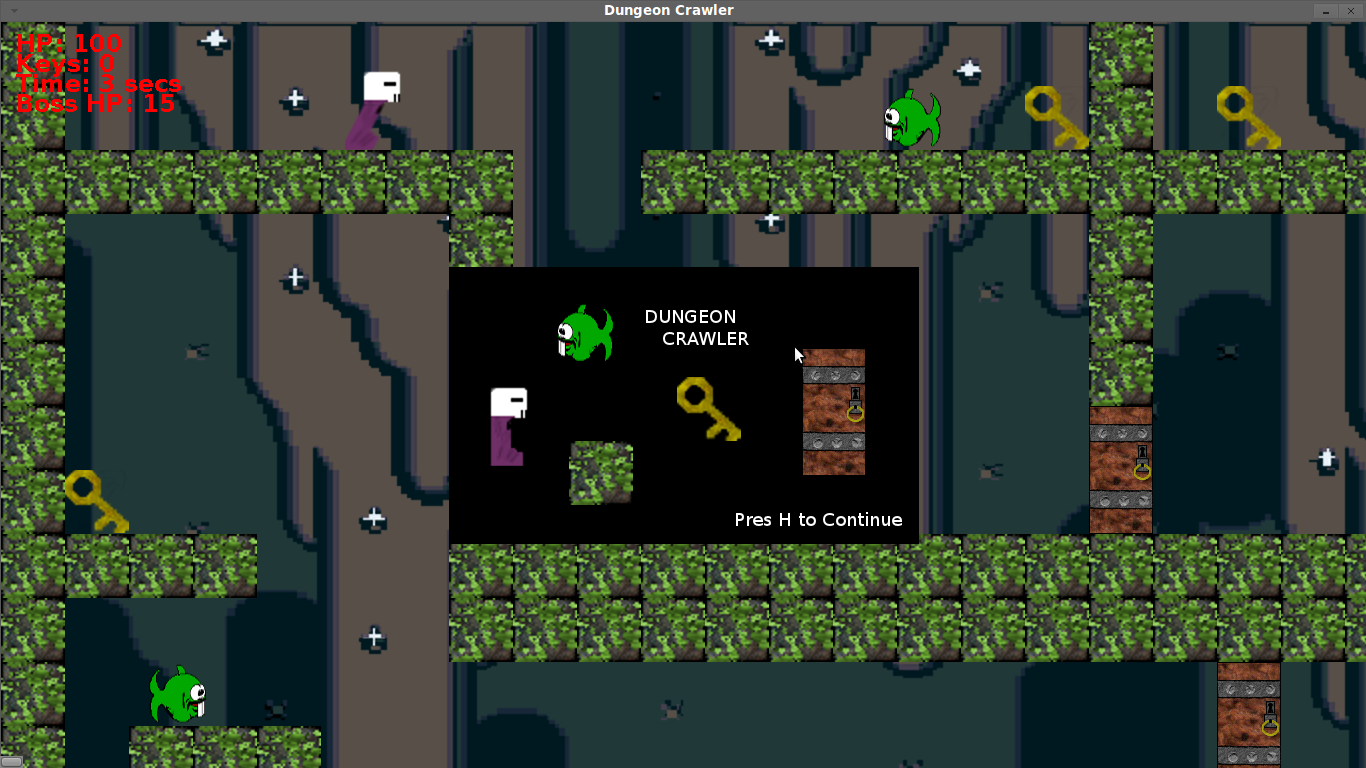 Dungeon Crawler
HP: 100
Keys: 0
Time: 3 secs
Boss HP: 15
DUNGEON
CRAWLER
Pres H to Continue